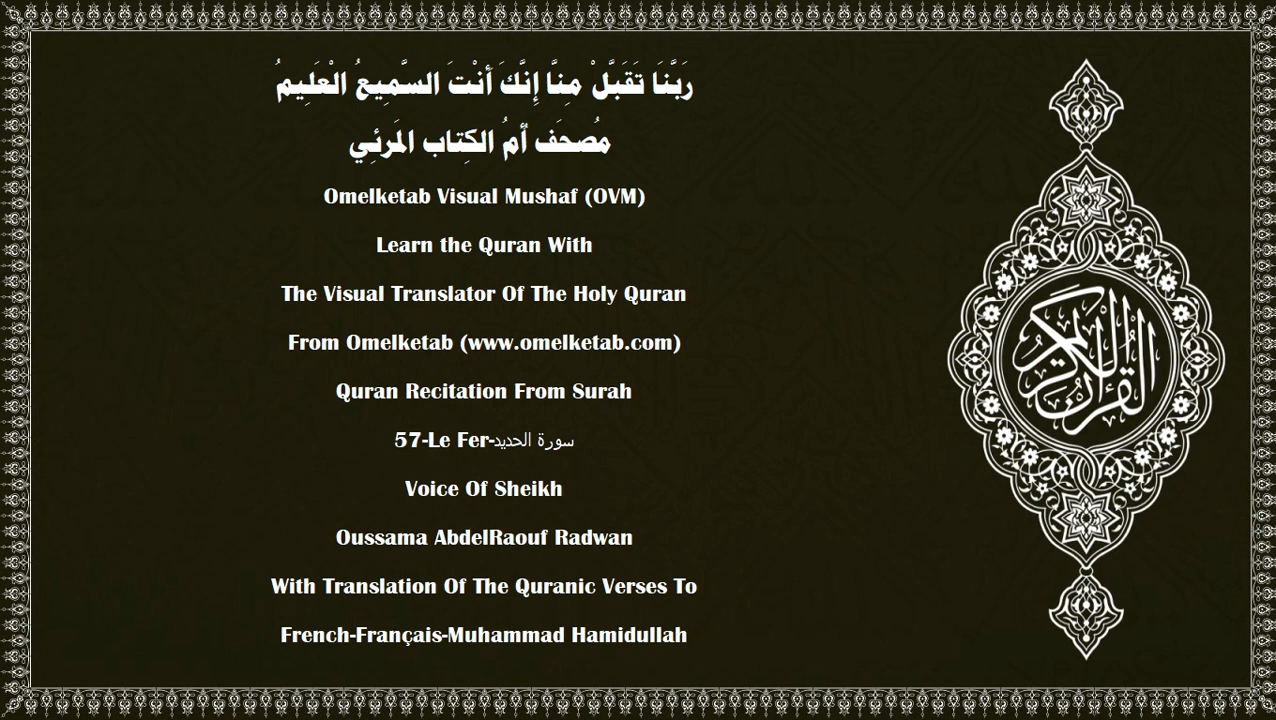 رَبَّنَا تَقَبَّلْ مِنَّا إِنَّكَ أَنْتَ السَّمِيعُ الْعَلِيمُ
مُصحَف أمُ الكِتاب المَرئِي
Omelketab Visual Mushaf (OVM)
Learn the Quran With
The Visual Translator Of The Holy Quran
From Omelketab (www.omelketab.com)
Quran Recitation From Surah
57-Le Fer-سورة الحديد
Voice Of Sheikh
Oussama AbdelRaouf Radwan
With Translation Of The Quranic Verses To
French-Français-Muhammad Hamidullah
القرآن الكريم